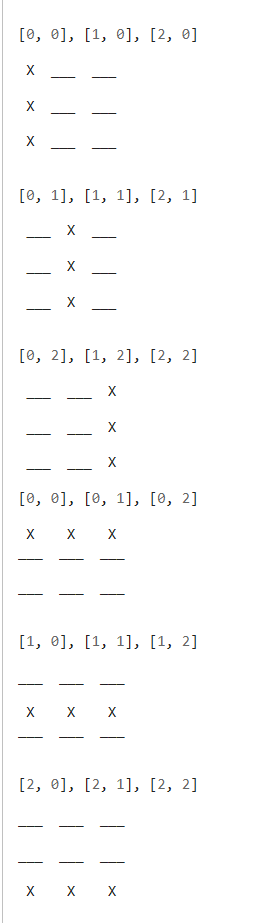 [0, 0], [1, 0], [2, 0]
X ___ ___
X ___ ___
X ___ ___
[0, 1], [1, 1], [2, 1]
___ X ___
___ X ___
___ X ___
[0, 2], [1, 2], [2, 2]
___ ___ X
___ ___ X
___ ___ X
[0, 0], [0, 1], [0, 2]
X X X
___ ___ ___
___ ___ ___
[1, 0], [1, 1], [1, 2]
___ ___ ___
X X X
___ ___ ___
[2, 0], [2, 1], [2, 2]
___ ___ ___
___ ___ ___
X X X